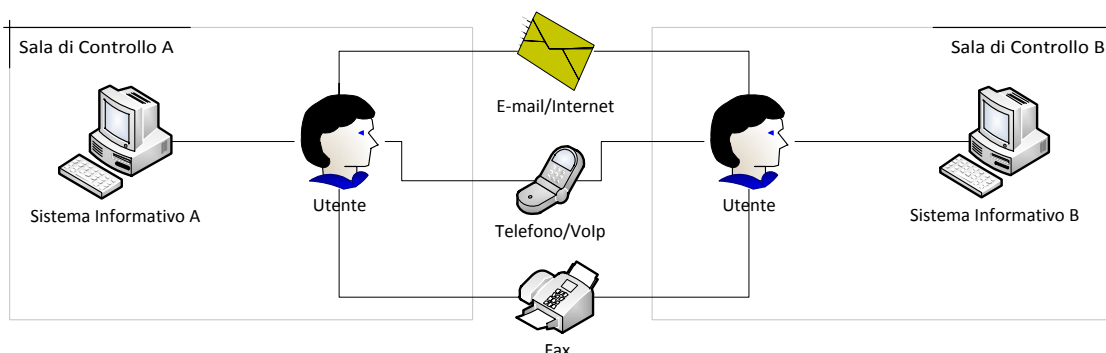 Sala di Controllo A
Sala di Controllo B
E-mail/Internet
Sistema Informativo A
Utente
Telefono/VoIp
Utente
Sistema Informativo B
Fax